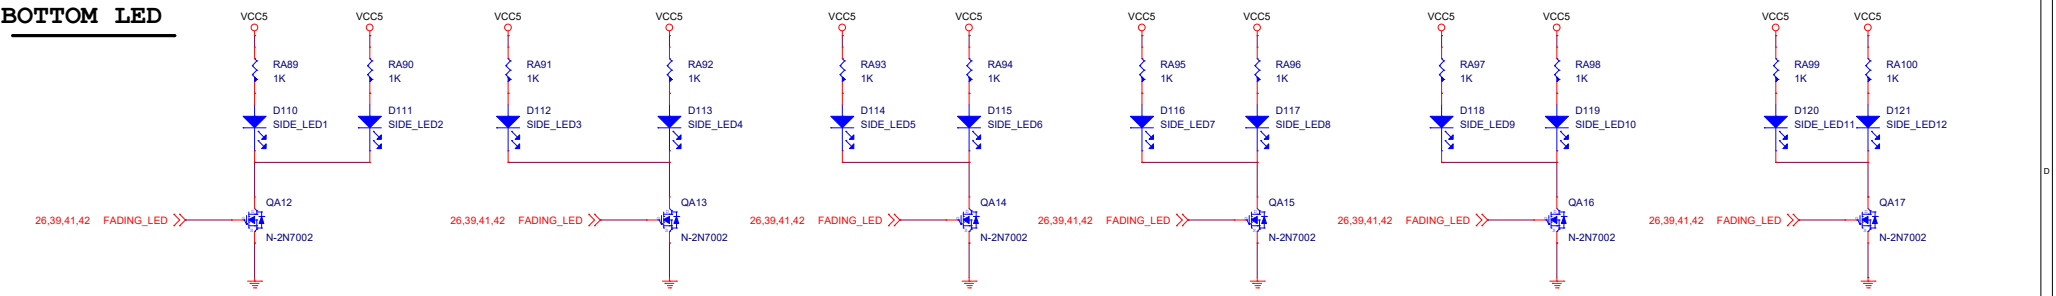 BOTTOM LED
VCC5 VCC5 VCC5 VCC5 VCC5 VCC5 VCC5 VCC5 VCC5 VCC5 VCC5 VCC5
RA89 RA90 RA91 RA92 RA93 RA94 RA95 RA96 RA97 RA98 RA99 RA100
1K 1K 1K 1K 1K 1K 1K 1K 1K 1K 1K 1K
D110 D111 D112 D113 D114 D115 D116 D117 D118 D119 D120 D121
SIDE_LED1 SIDE_LED2 SIDE_LED3 SIDE_LED4 SIDE_LED5 SIDE_LED6 SIDE_LED7 SIDE_LED8 SIDE_LED9 SIDE_LED10 SIDE_LED11 SIDE_LED12
D
QA12 QA13 QA14 QA15 QA16 QA17
26,39,41,42 FADING_LED 26,39,41,42 FADING_LED 26,39,41,42 FADING_LED 26,39,41,42 FADING_LED 26,39,41,42 FADING_LED 26,39,41,42 FADING_LED
N-2N7002 N-2N7002 N-2N7002 N-2N7002 N-2N7002 N-2N7002